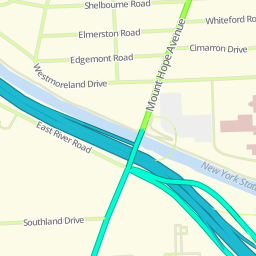 Shelbourne Road
Whiteford Ro
Elmerston Road
Cimarron Drive
Edgemont Road
Westmoreland Drive
Mount Hope Avenue
East River Road
New York Stat
Southland Drive